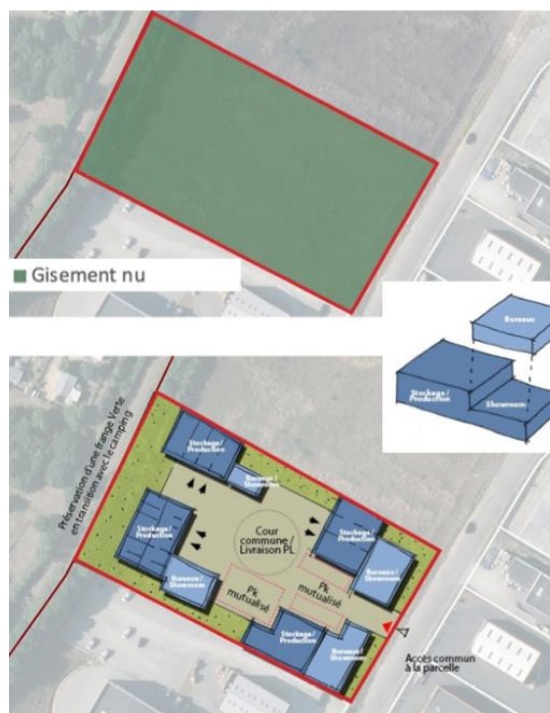 Gisement nu
Bureaux
Stockage /
Production
Showroom
Préservation d'une frange Verte
en transition avec le camping
Stockage /
Production
Bureaux /
Showroom
Stockage /
Production
Bureaux /
Showroom
Cour
commune /
Livraison PL
Stockage /
Production
Bureaux /
Showroom
Pk
mutualisé
Pk
mutualisé
Stockage /
Production
Bureaux /
Showroom
Accès commun
à la parcelle